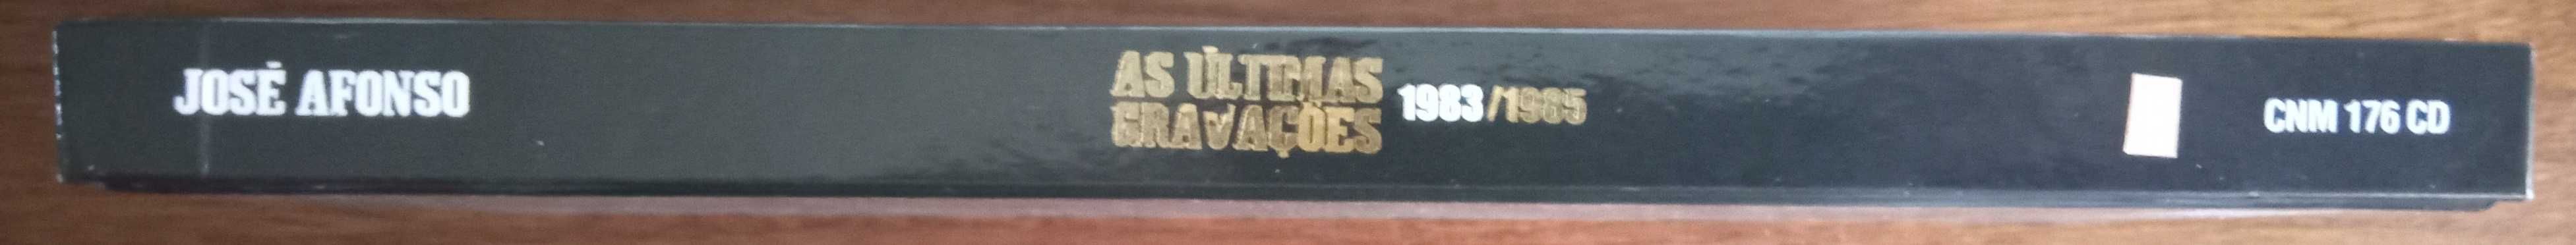 JOSÉ AFONSO
AS ÚLTIMAS
GRAVAÇÕES
1983/1985
CNM 176 CD